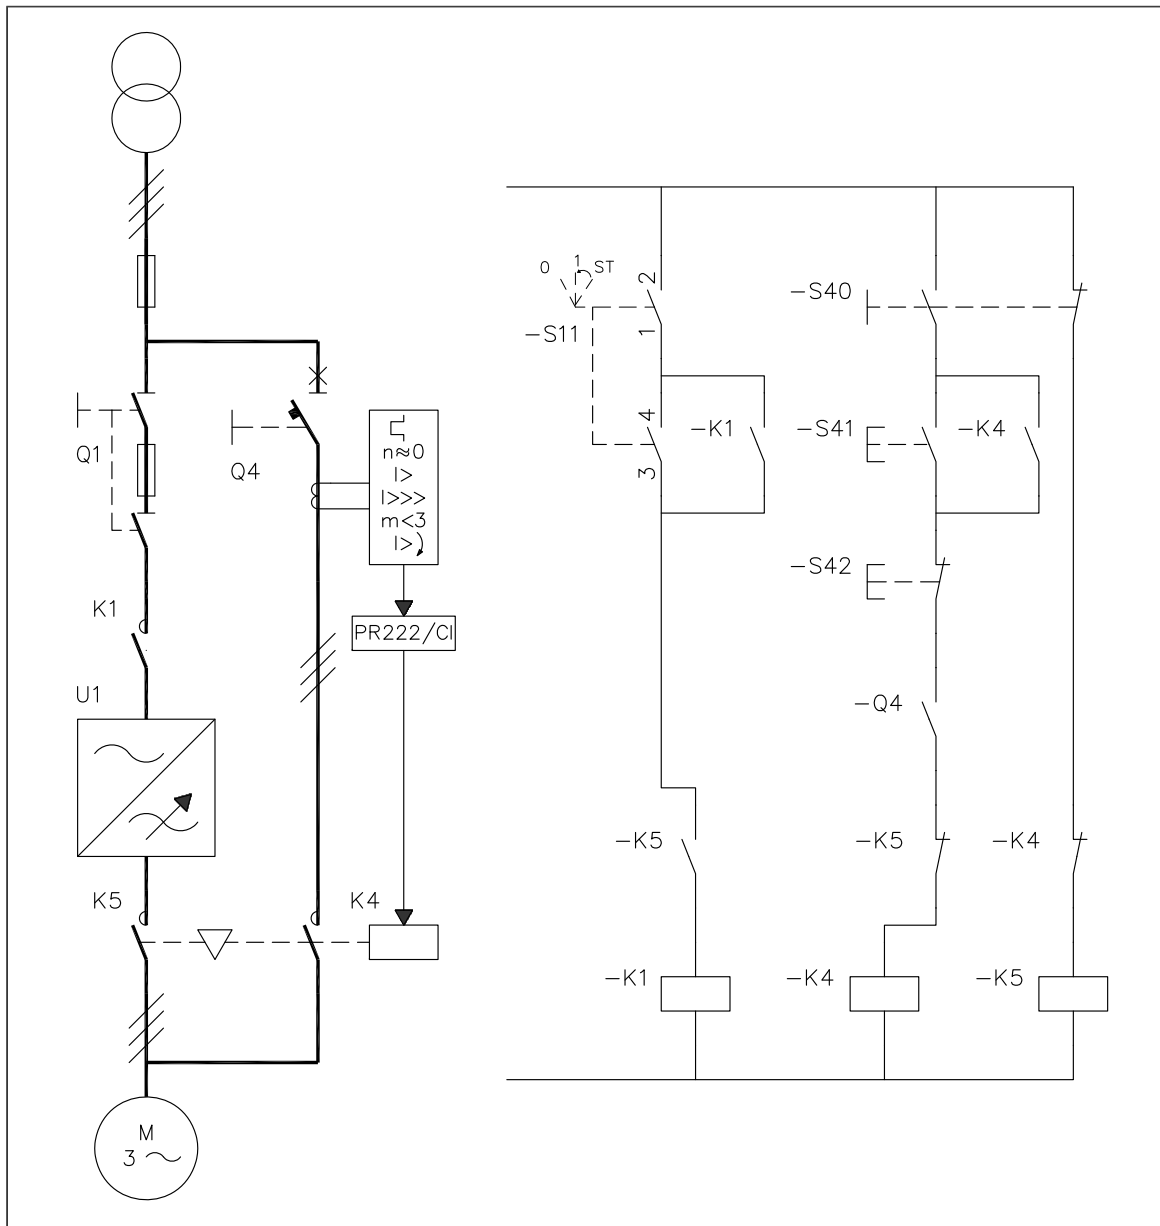 0 1 ST
2
-S11
1
4
-K1
3
-S40
-S41
-K4
-S42
-Q4
-K5
-K5
-K4
-K1
-K4
-K5
Q1
Q4
n≈0
I>
I>>>
m<3
I>
PR222/CI
K1
U1
K5
K4
M
3 ~